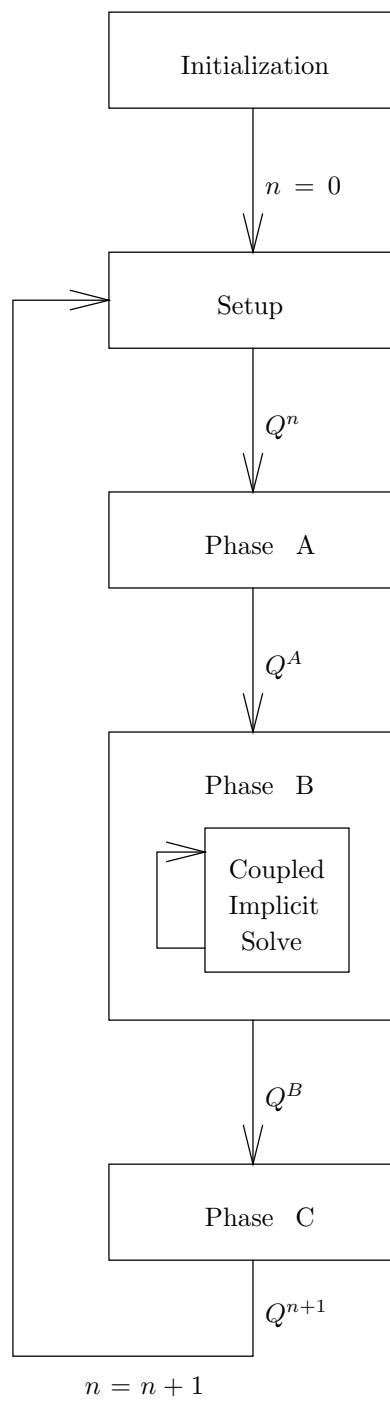 Initialization
n = 0
Setup
Q^n
Phase A
Q^A
Phase B
Coupled
Implicit
Solve
Q^B
Phase C
Q^{n+1}
n = n + 1